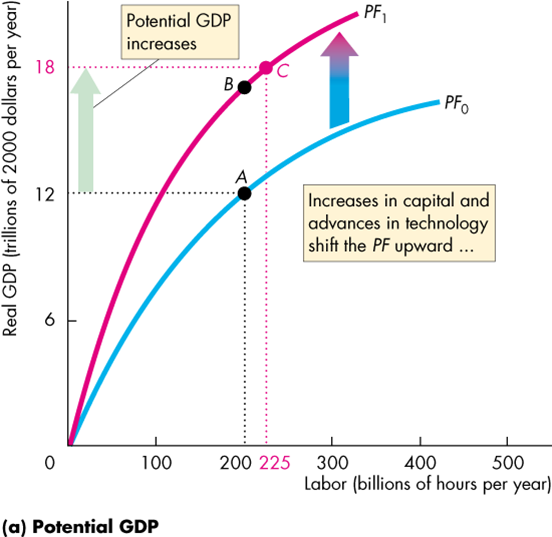 Real GDP (trillions of 2000 dollars per year)
Potential GDP
increases
PF1
18
B
C
PF0
A
12
Increases in capital and
advances in technology
shift the PF upward ...
6
0
100
200
225
300
400
500
Labor (billions of hours per year)
(a) Potential GDP